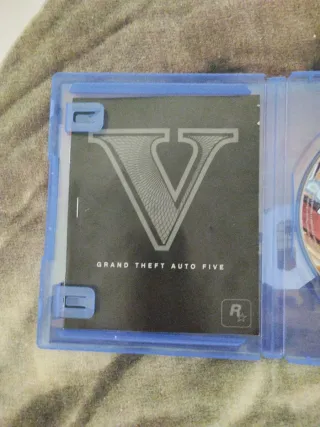 V
GRAND THEFT AUTO FIVE
R